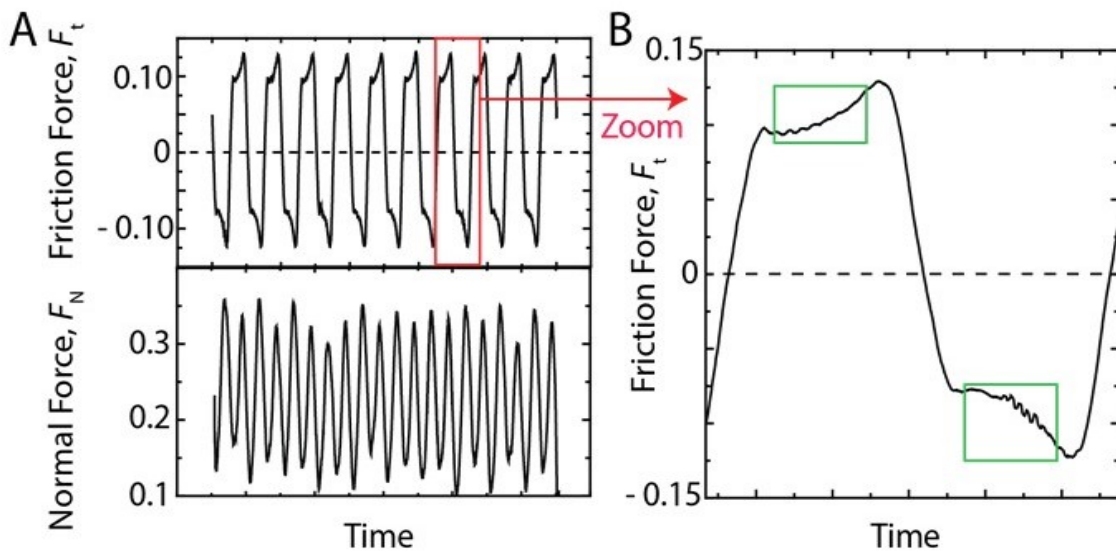 A
Friction Force, Fₜ
0.10
0
- 0.10
Normal Force, F_N
0.3
0.2
0.1
Time
Zoom
B
0.15
Friction Force, Fₜ
0
- 0.15
Time